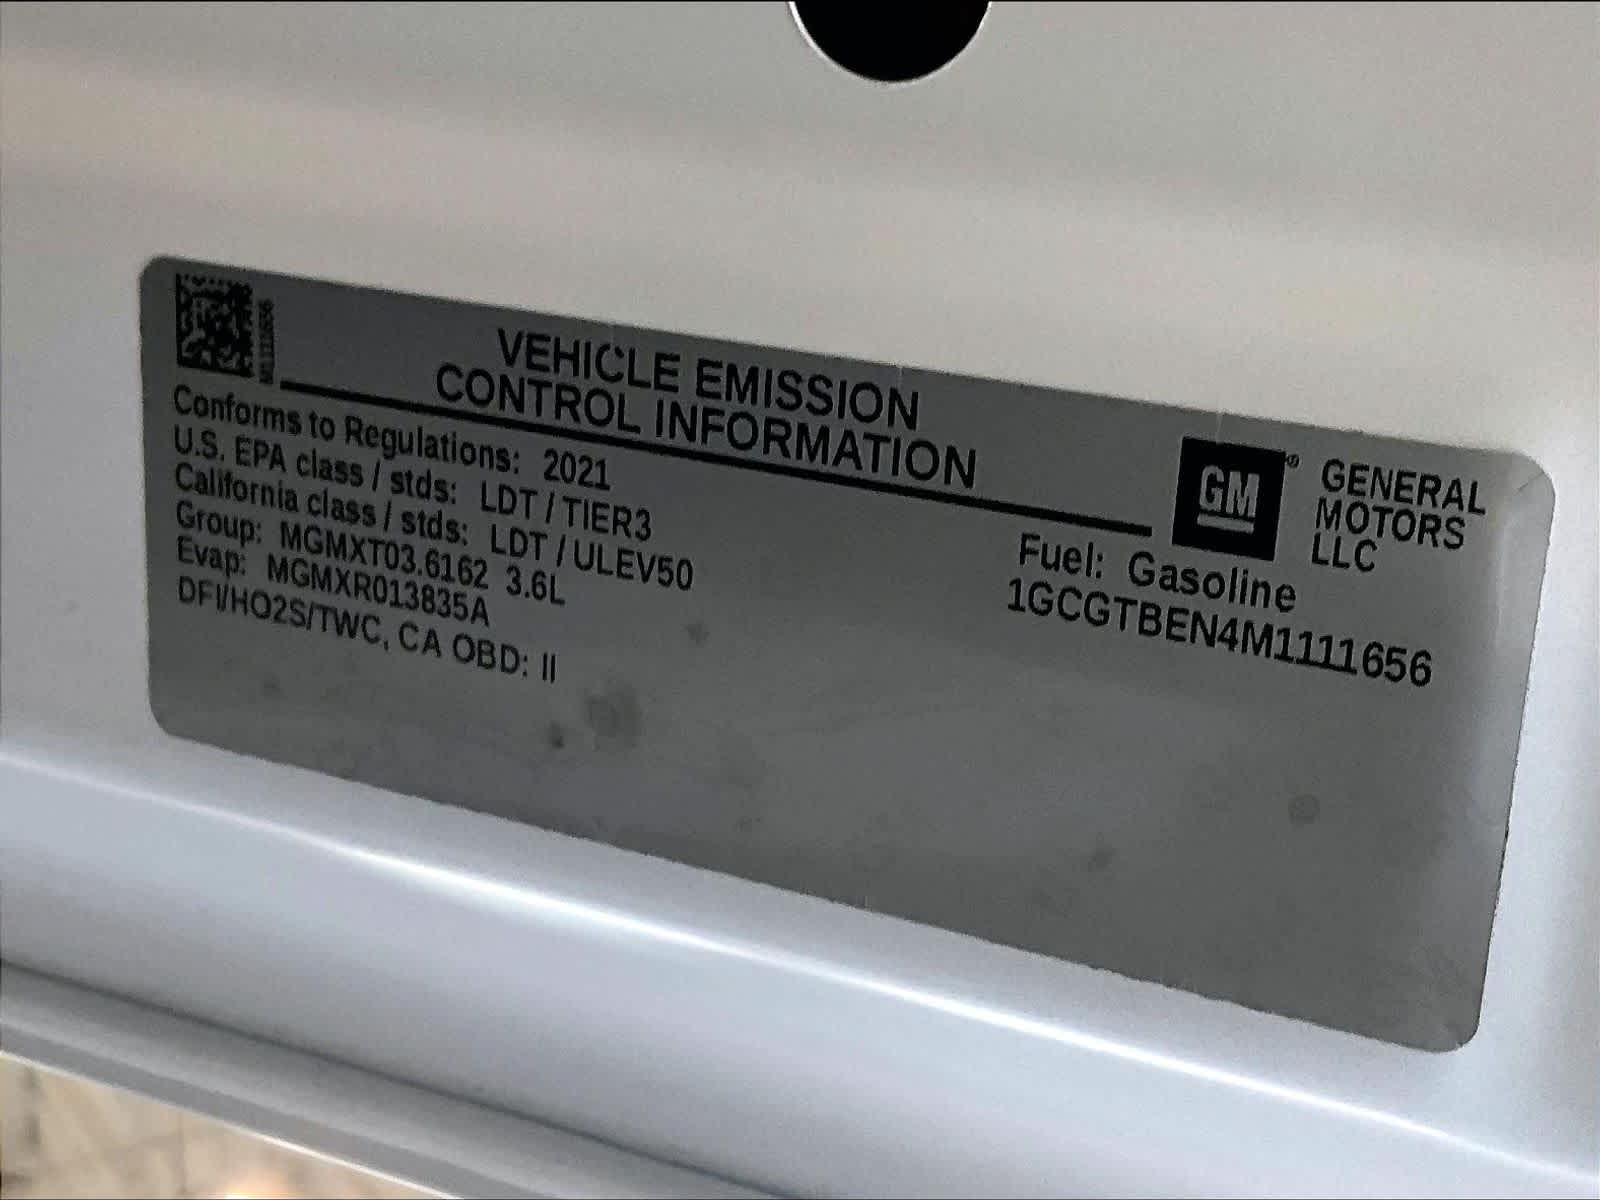 M1111656
VEHICLE EMISSION
CONTROL INFORMATION
Conforms to Regulations: 2021
U.S. EPA class / stds: LDT / TIER3
California class / stds: LDT / ULEV50
Group: MGMXT03.6162 3.6L
Evap: MGMXR013835A
DFI/HO2S/TWC, CA OBD: II
GM®
GENERAL
MOTORS
LLC
Fuel: Gasoline
1GCGTBEN4M1111656